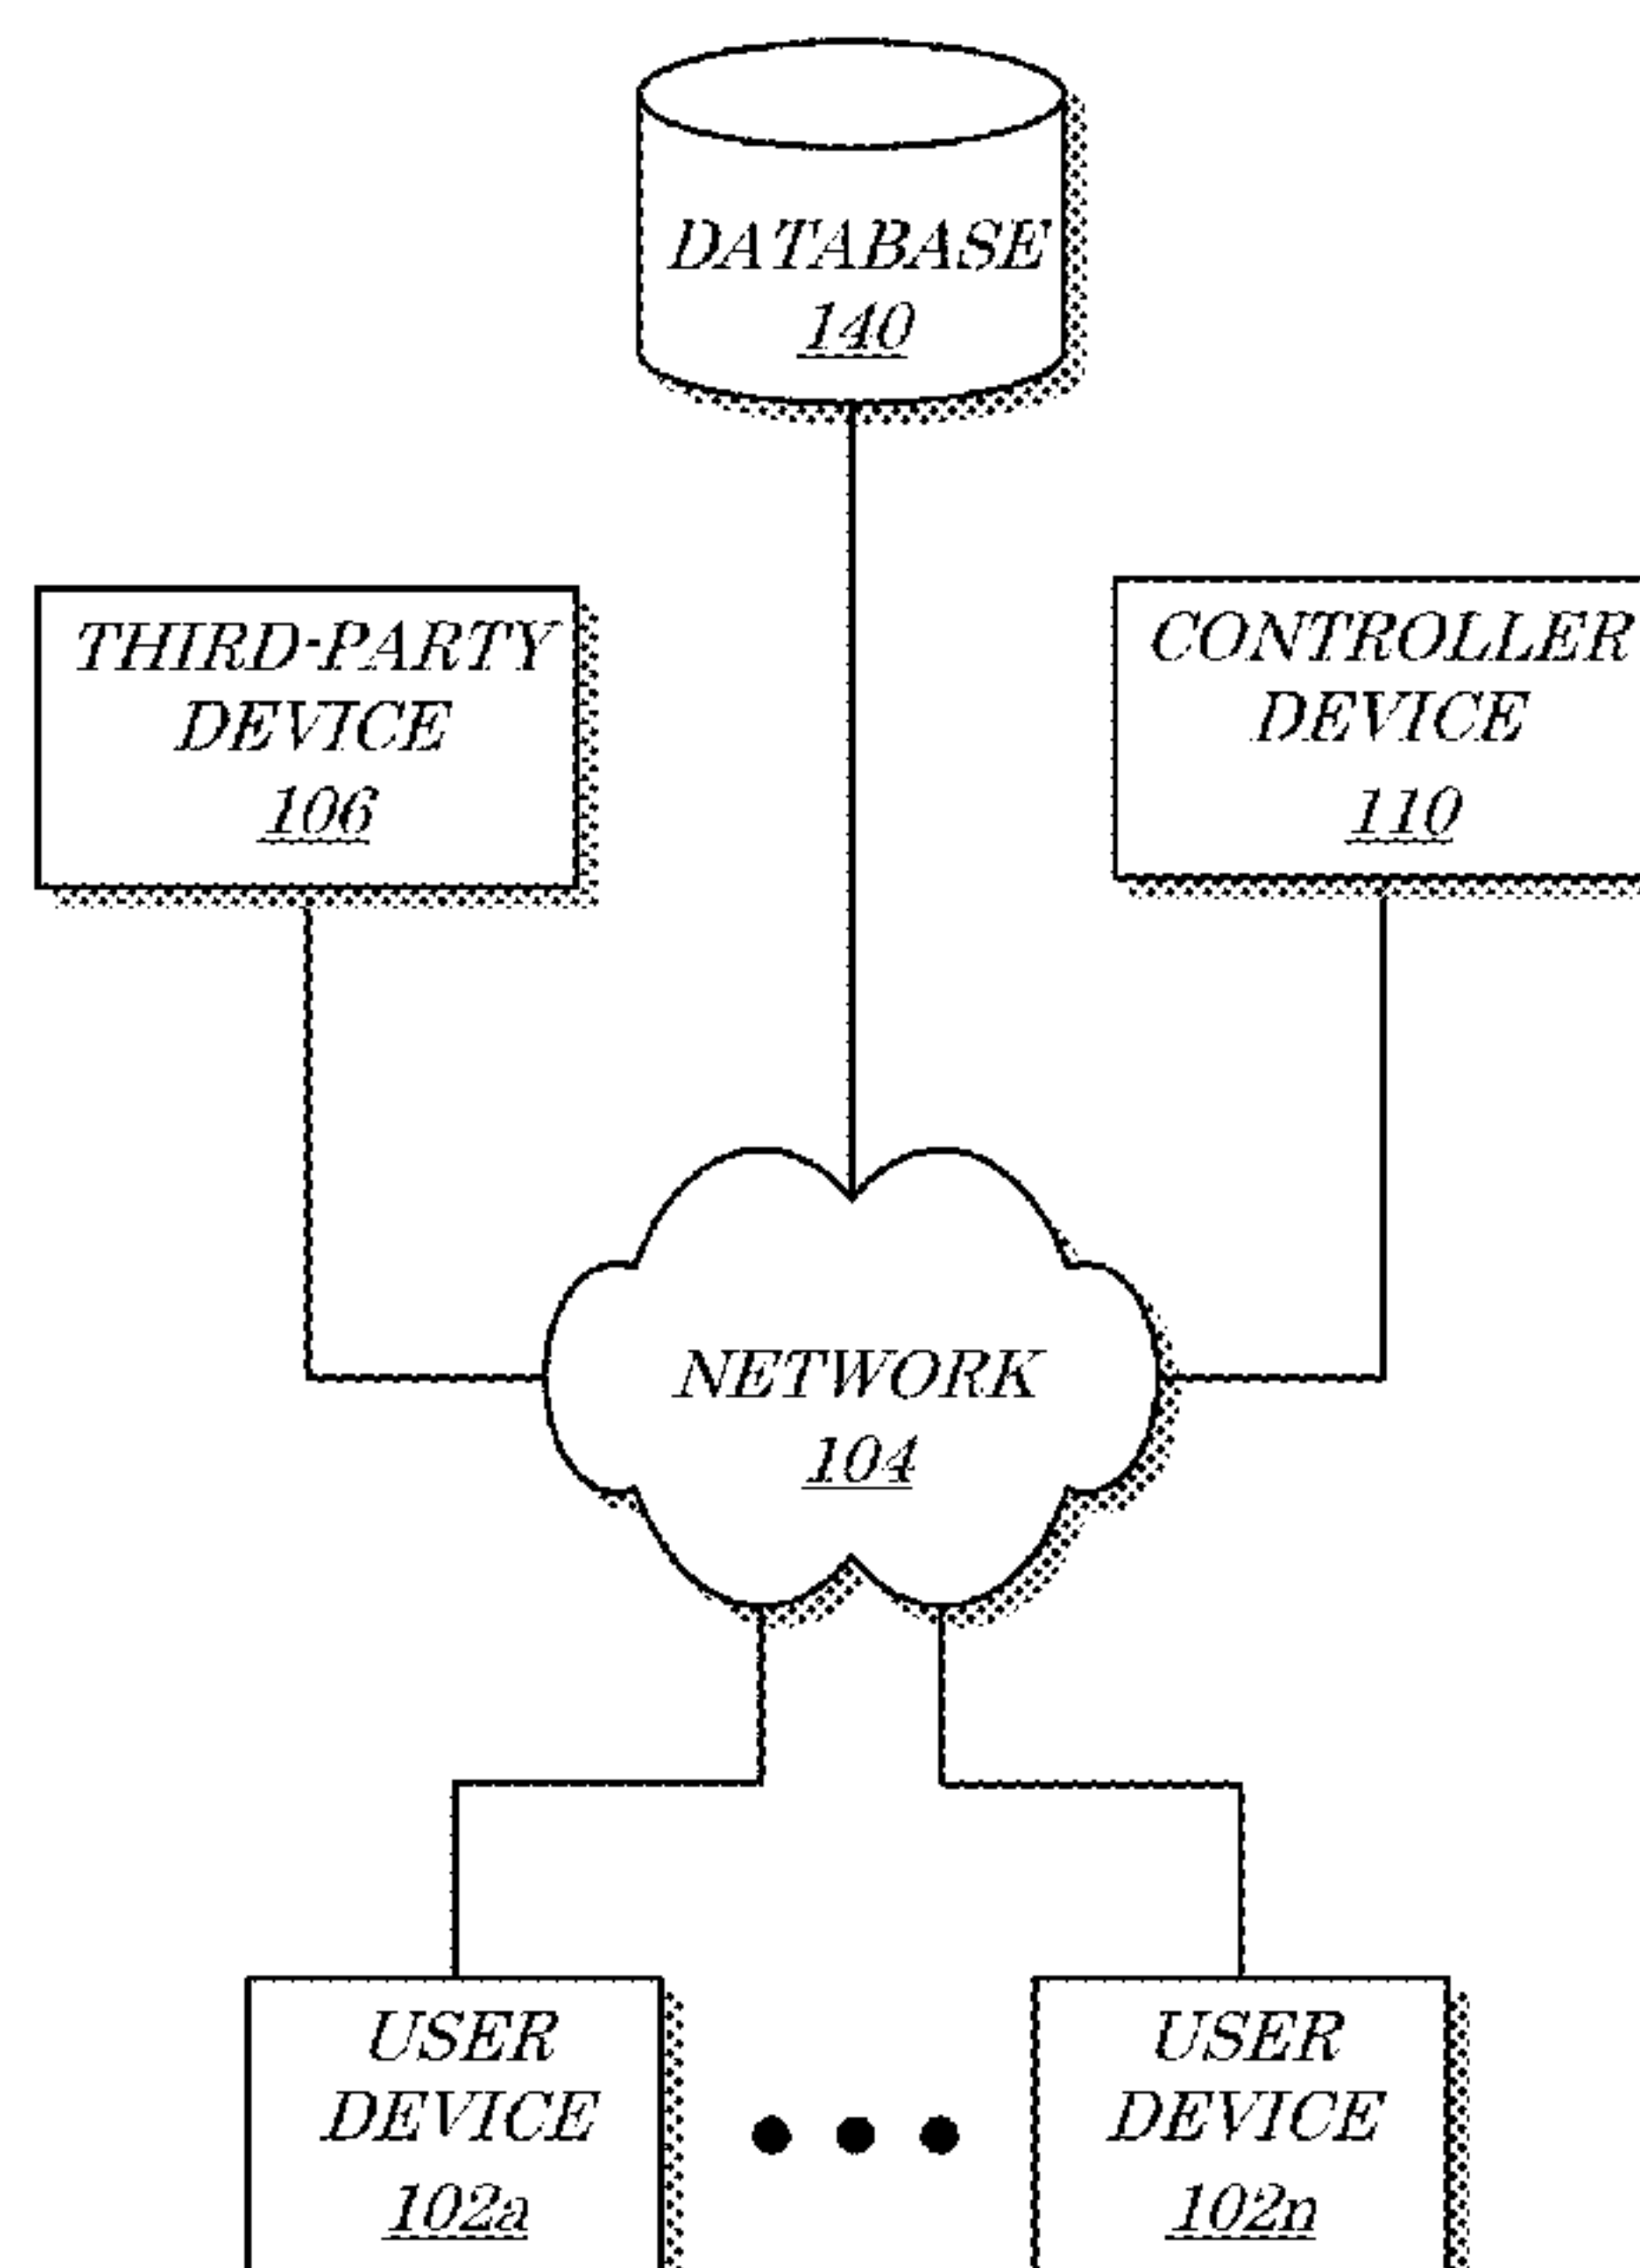 DATABASE
140
THIRD-PARTY
DEVICE
106
CONTROLLER
DEVICE
110
NETWORK
104
USER
DEVICE
102a
USER
DEVICE
102n